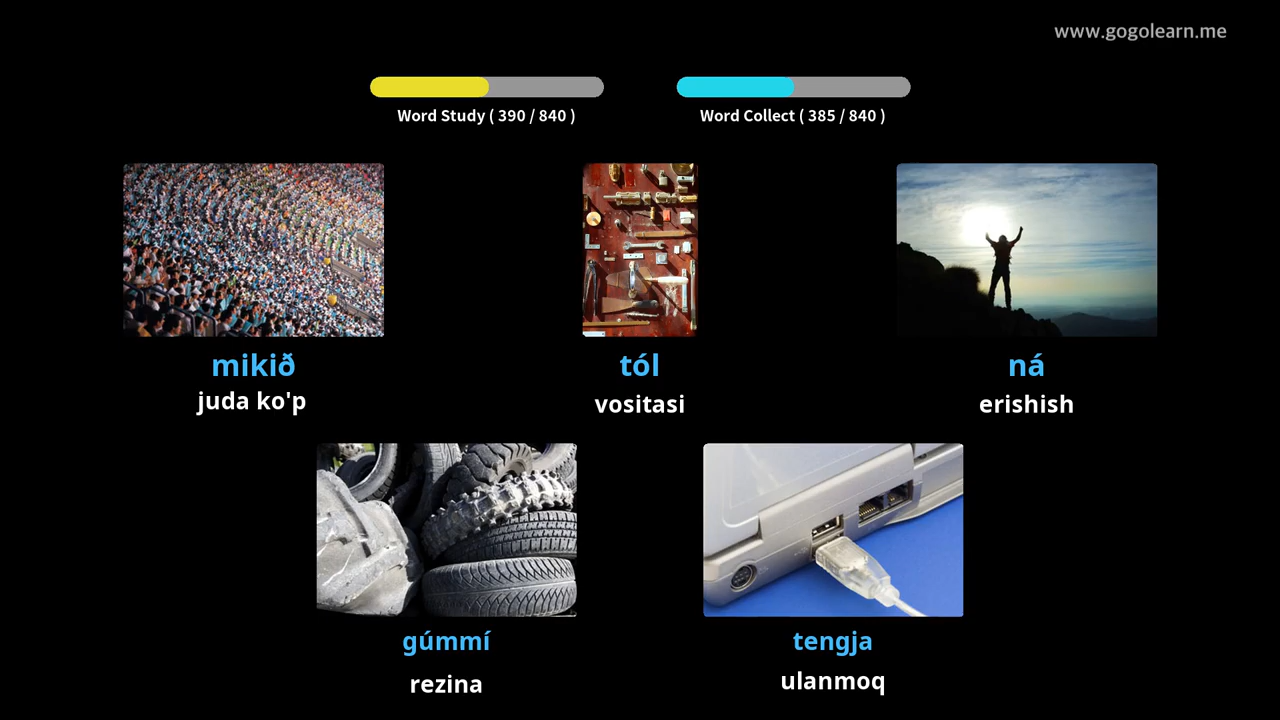 www.gogolearn.me
Word Study ( 390 / 840 )
Word Collect ( 385 / 840 )
mikið
juda ko'p
tól
vositasi
ná
erishish
gúmmí
rezina
tengja
ulanmoq